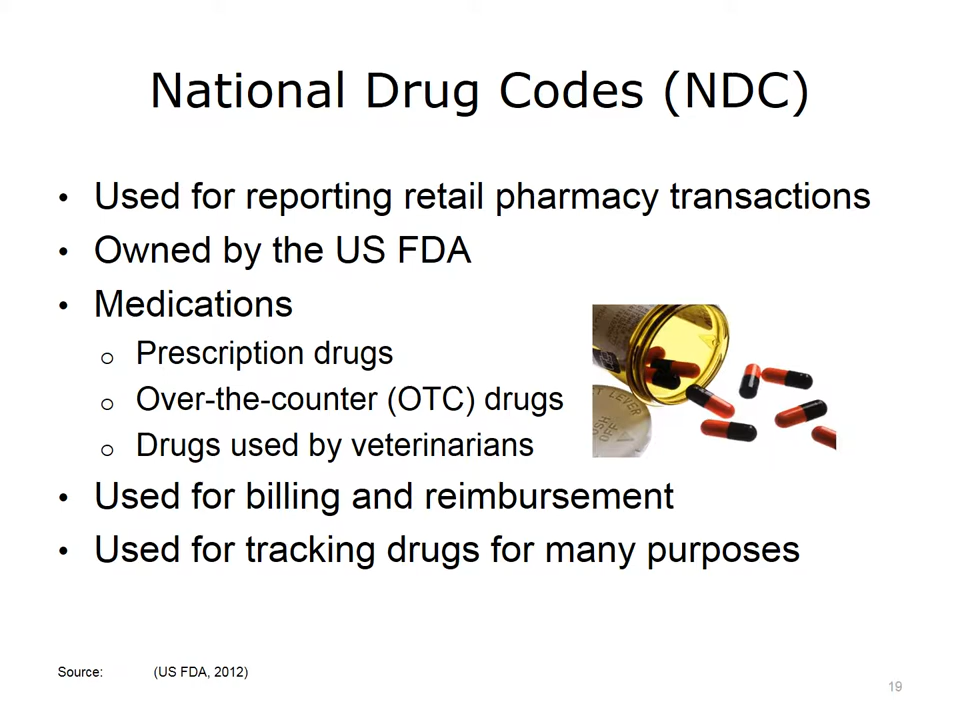 National Drug Codes (NDC)
• Used for reporting retail pharmacy transactions
• Owned by the US FDA
• Medications
o Prescription drugs
o Over-the-counter (OTC) drugs
o Drugs used by veterinarians
LEVER
OFF
• Used for billing and reimbursement
• Used for tracking drugs for many purposes
Source: (US FDA, 2012)
19